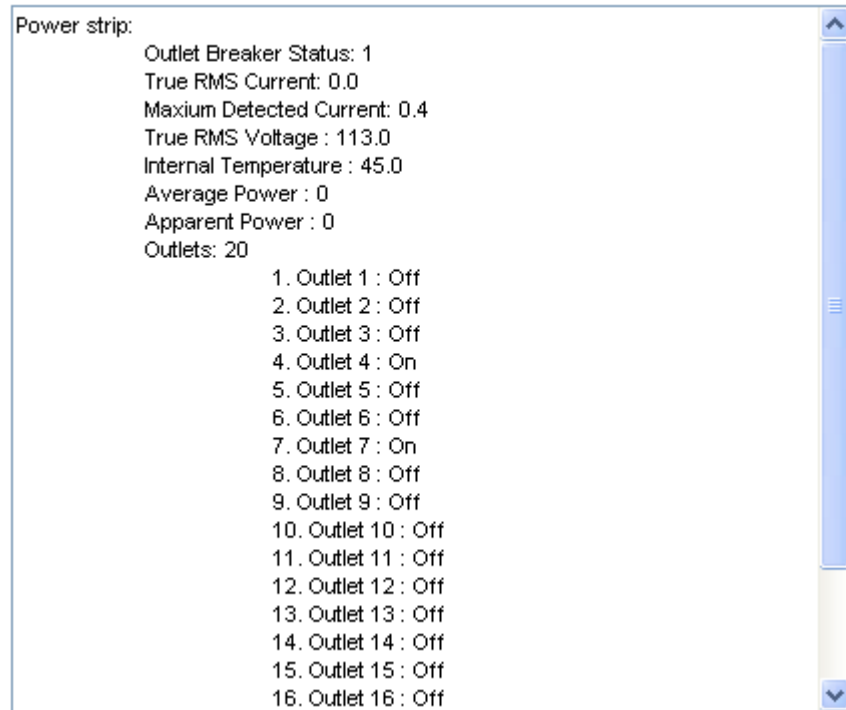 Power strip:
Outlet Breaker Status: 1
True RMS Current: 0.0
Maxium Detected Current: 0.4
True RMS Voltage : 113.0
Internal Temperature : 45.0
Average Power : 0
Apparent Power : 0
Outlets: 20
1. Outlet 1 : Off
2. Outlet 2 : Off
3. Outlet 3 : Off
4. Outlet 4 : On
5. Outlet 5 : Off
6. Outlet 6 : Off
7. Outlet 7 : On
8. Outlet 8 : Off
9. Outlet 9 : Off
10. Outlet 10 : Off
11. Outlet 11 : Off
12. Outlet 12 : Off
13. Outlet 13 : Off
14. Outlet 14 : Off
15. Outlet 15 : Off
16. Outlet 16 : Off